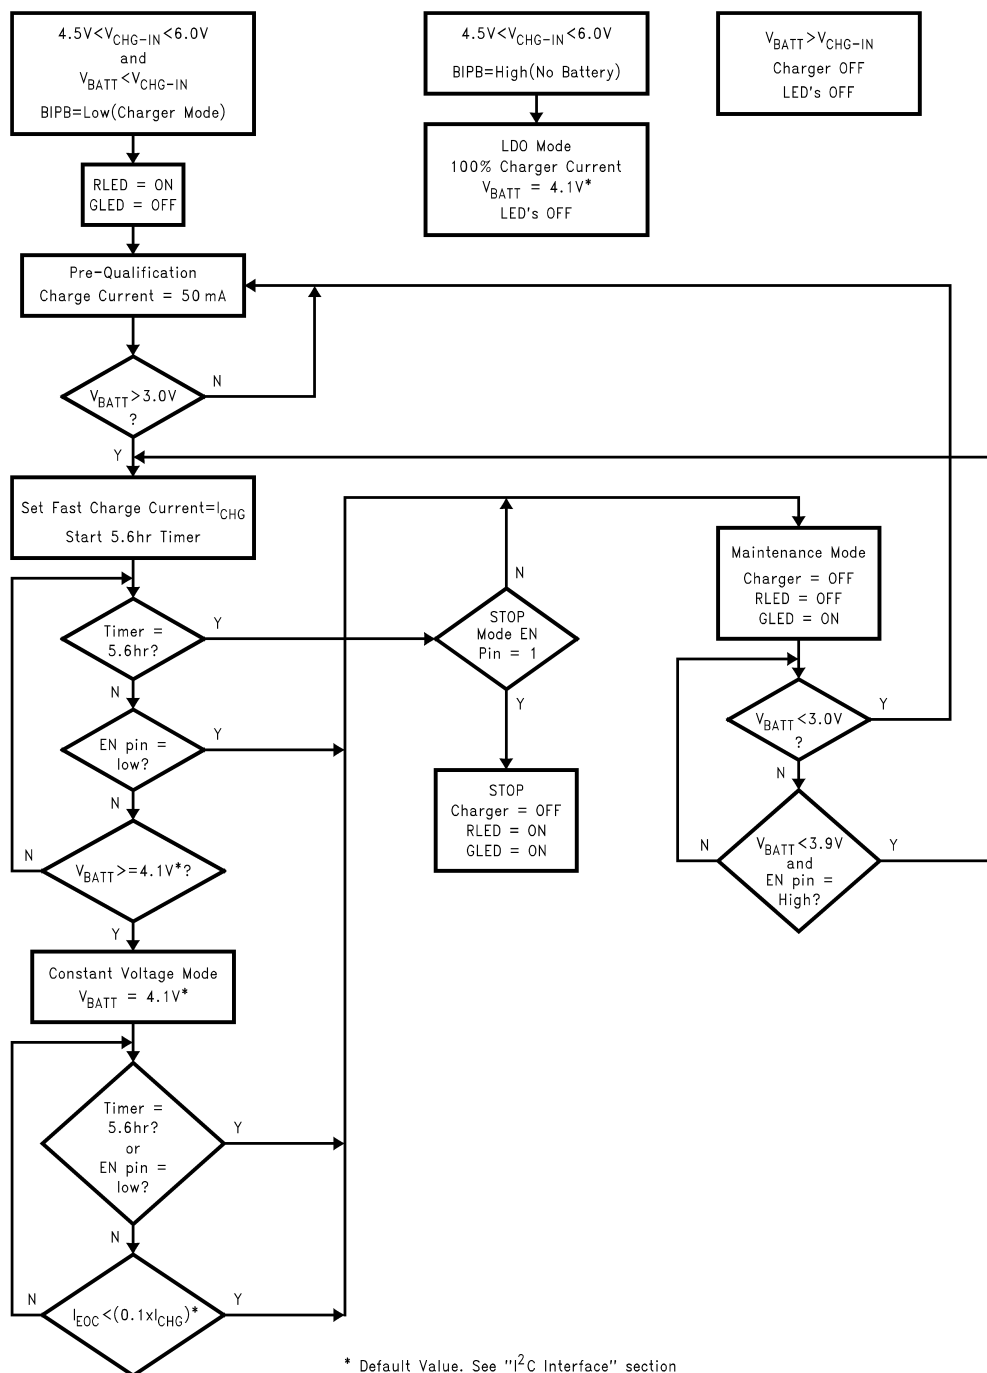 4.5V<V_CHG-IN<6.0V
and
V_BATT<V_CHG-IN
BIPB=Low(Charger Mode)
4.5V<V_CHG-IN<6.0V
BIPB=High(No Battery)
V_BATT>V_CHG-IN
Charger OFF
LED's OFF
LDO Mode
100% Charger Current
V_BATT = 4.1V*
LED's OFF
RLED = ON
GLED = OFF
Pre-Qualification
Charge Current = 50 mA
V_BATT>3.0V
?
N
Y
Set Fast Charge Current=I_CHG
Start 5.6hr Timer
Timer =
5.6hr?
Y
N
EN pin =
low?
Y
N
V_BATT>=4.1V*?
N
Y
Constant Voltage Mode
V_BATT = 4.1V*
Timer =
5.6hr?
or
EN pin =
low?
Y
N
I_EOC<(0.1xI_CHG)*
N
Y
N
STOP
Mode EN
Pin = 1
Y
STOP
Charger = OFF
RLED = ON
GLED = ON
Maintenance Mode
Charger = OFF
RLED = OFF
GLED = ON
V_BATT<3.0V
?
Y
N
V_BATT<3.9V
and
EN pin =
High?
N
Y
* Default Value. See "I²C Interface" section